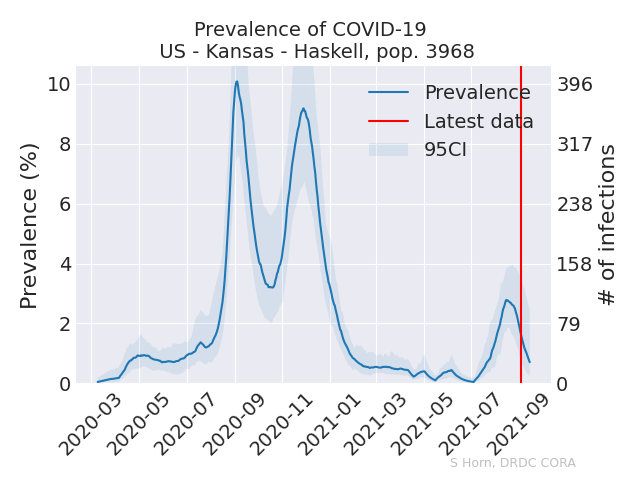 Prevalence of COVID-19
US - Kansas - Haskell, pop. 3968
Prevalence (%)
10
8
6
4
2
0
Prevalence
Latest data
95CI
396
317
238
158
79
0
# of infections
2020-03
2020-05
2020-07
2020-09
2020-11
2021-01
2021-03
2021-05
2021-07
2021-09
S Horn, DRDC CORA